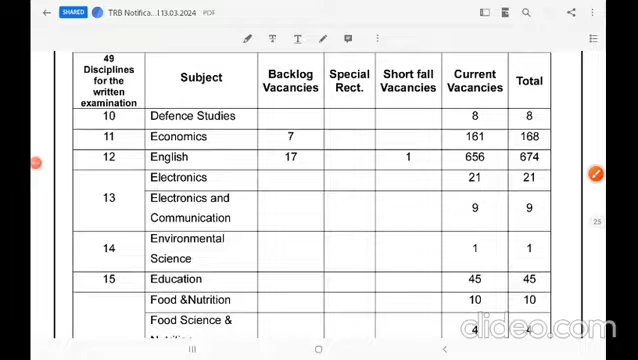 SHARED TRB Notifica...l 13.03.2024 PDF
49 Disciplines for the written examination Subject Backlog Vacancies Special Rect. Short fall Vacancies Current Vacancies Total
10 Defence Studies 8 8
11 Economics 7 161 168
12 English 17 1 656 674
13 Electronics 21 21
Electronics and Communication 9 9
14 Environmental Science 1 1
15 Education 45 45
Food &Nutrition 10 10
Food Science & 4 4
25
clideo.com